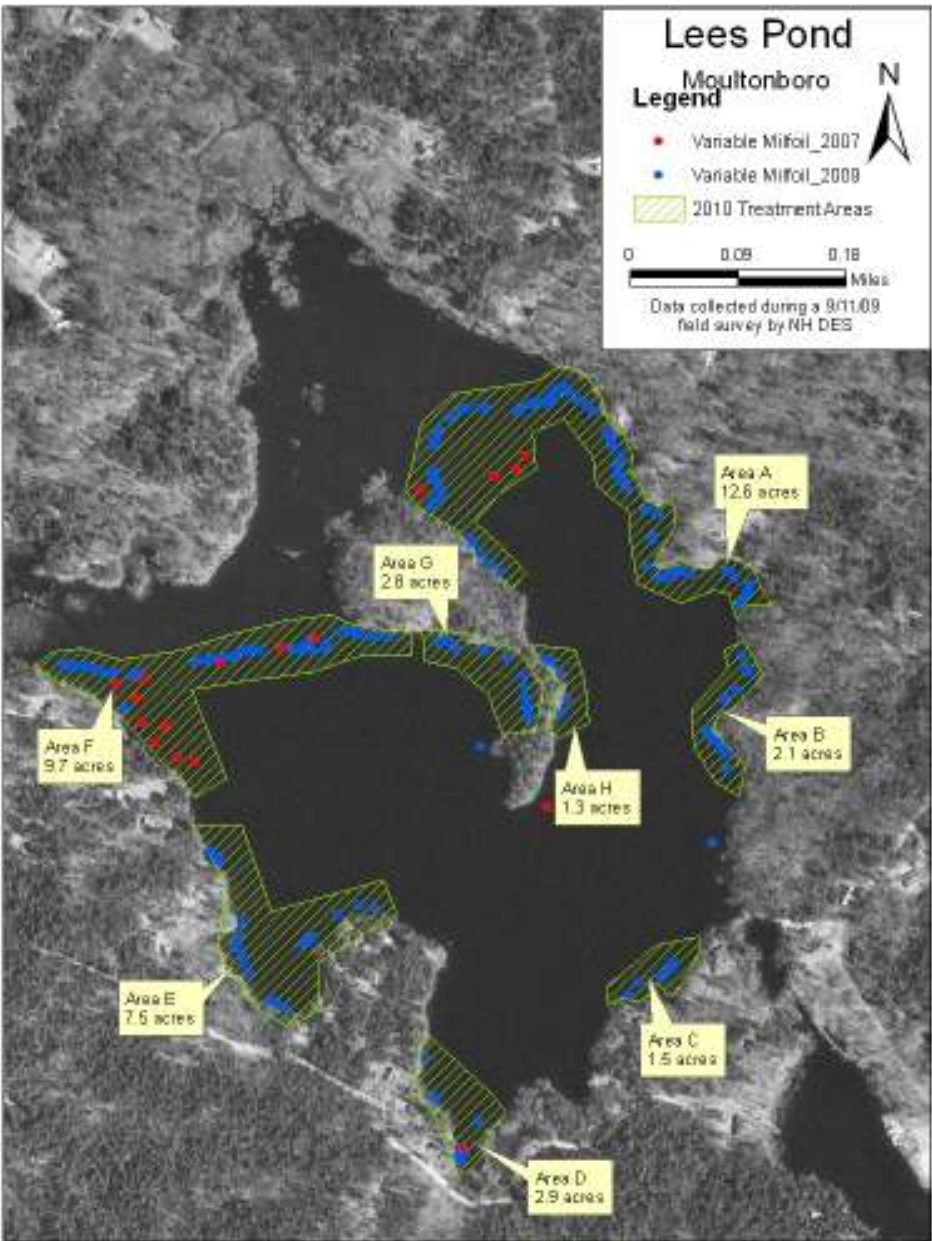 Lees Pond
Moultonboro
N
Legend
Variable Milfoil_2007
Variable Milfoil_2009
2010 Treatment Areas
0 0.09 0.18
Miles
Data collected during a 9/11/09
field survey by NH DES
Area A
12.6 acres
Area G
2.8 acres
Area F
9.7 acres
Area B
2.1 acres
Area H
1.3 acres
Area E
7.5 acres
Area C
1.5 acres
Area D
2.9 acres